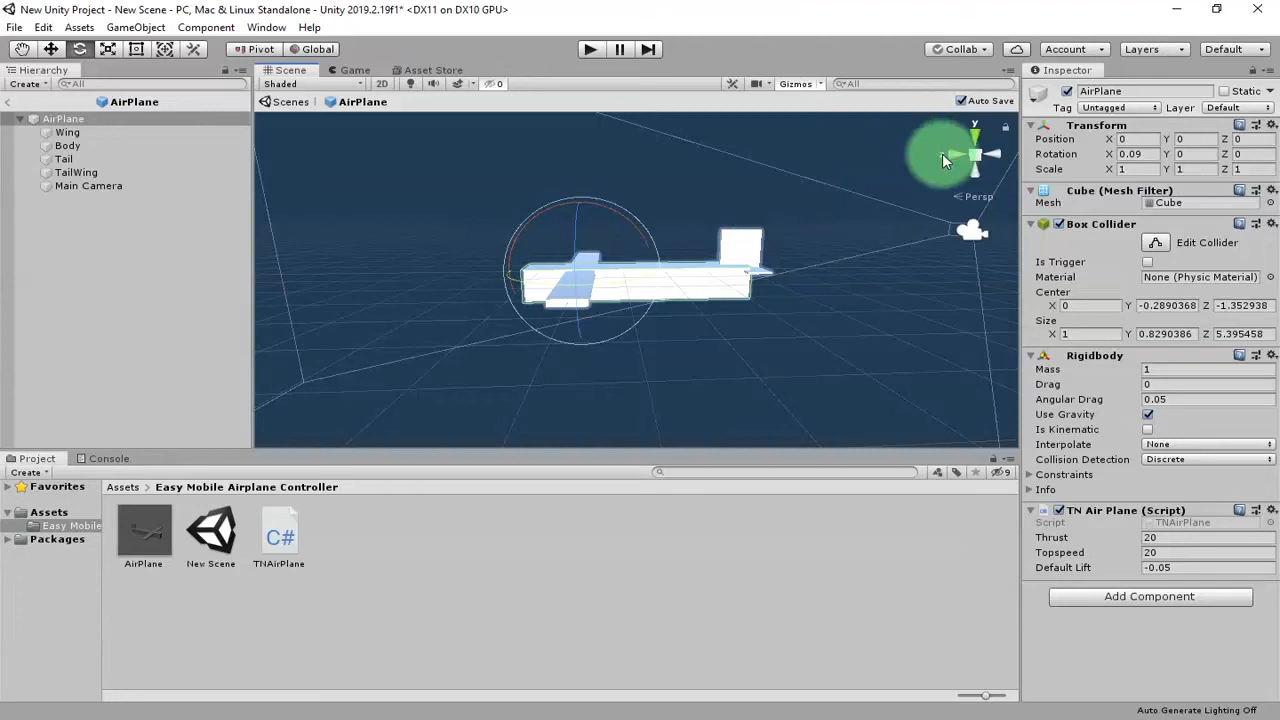 New Unity Project - New Scene - PC, Mac & Linux Standalone - Unity 2019.2.19f1* <DX11 on DX10 GPU>
File Edit Assets GameObject Component Window Help
Pivot Global Collab Account Layers Default
Hierarchy Scene Game Asset Store Inspector
Create All Shaded 2D 0 Gizmos All
AirPlane Scenes AirPlane Auto Save
AirPlane
Wing
Body
Tail
TailWing
Main Camera
y
Persp
AirPlane Static
Tag Untagged Layer Default
Transform
Position X 0 Y 0 Z 0
Rotation X 0.09 Y 0 Z 0
Scale X 1 Y 1 Z 1
Cube (Mesh Filter)
Mesh Cube
Box Collider
Edit Collider
Is Trigger
Material None (Physic Material)
Center
X 0 Y -0.2890368 Z -1.352938
Size
X 1 Y 0.8290386 Z 5.395458
Rigidbody
Mass 1
Drag 0
Angular Drag 0.05
Use Gravity
Is Kinematic
Interpolate None
Collision Detection Discrete
Constraints
Info
TN Air Plane (Script)
Script TNAirPlane
Thrust 20
Topspeed 20
Default Lift -0.05
Add Component
Project Console
Create 9
Favorites
Assets
Easy Mobile
Packages
Assets Easy Mobile Airplane Controller
C#
AirPlane New Scene TNAirPlane
Auto Generate Lighting Off